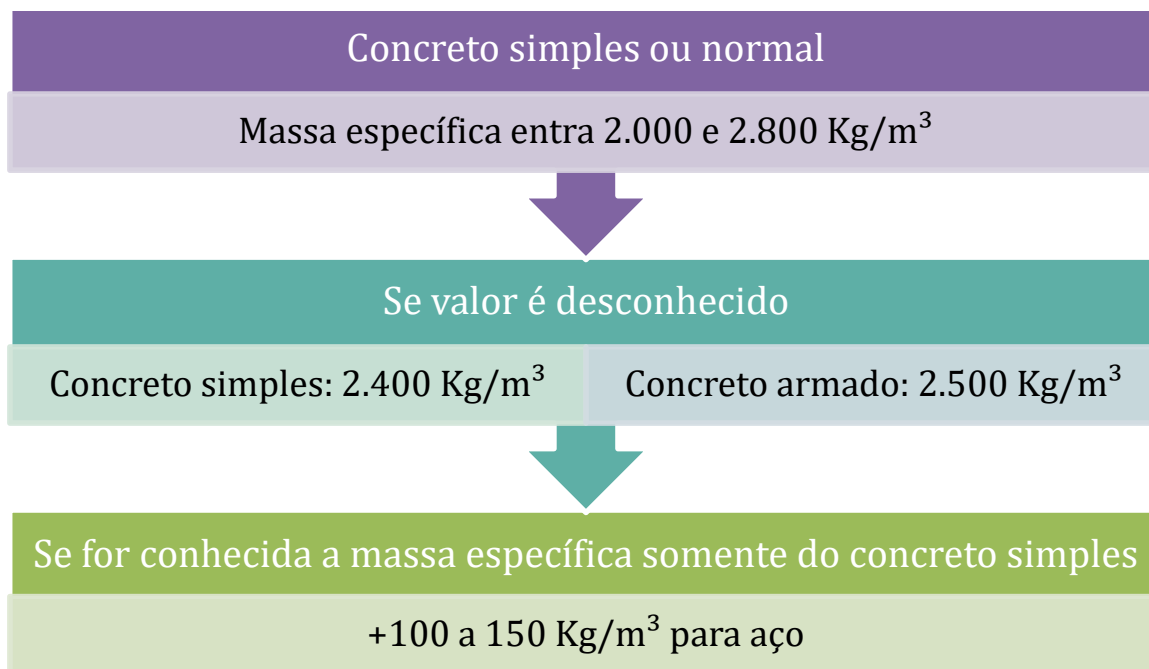 Concreto simples ou normal
Massa específica entra 2.000 e 2.800 Kg/m³
Se valor é desconhecido
Concreto simples: 2.400 Kg/m³
Concreto armado: 2.500 Kg/m³
Se for conhecida a massa específica somente do concreto simples
+100 a 150 Kg/m³ para aço